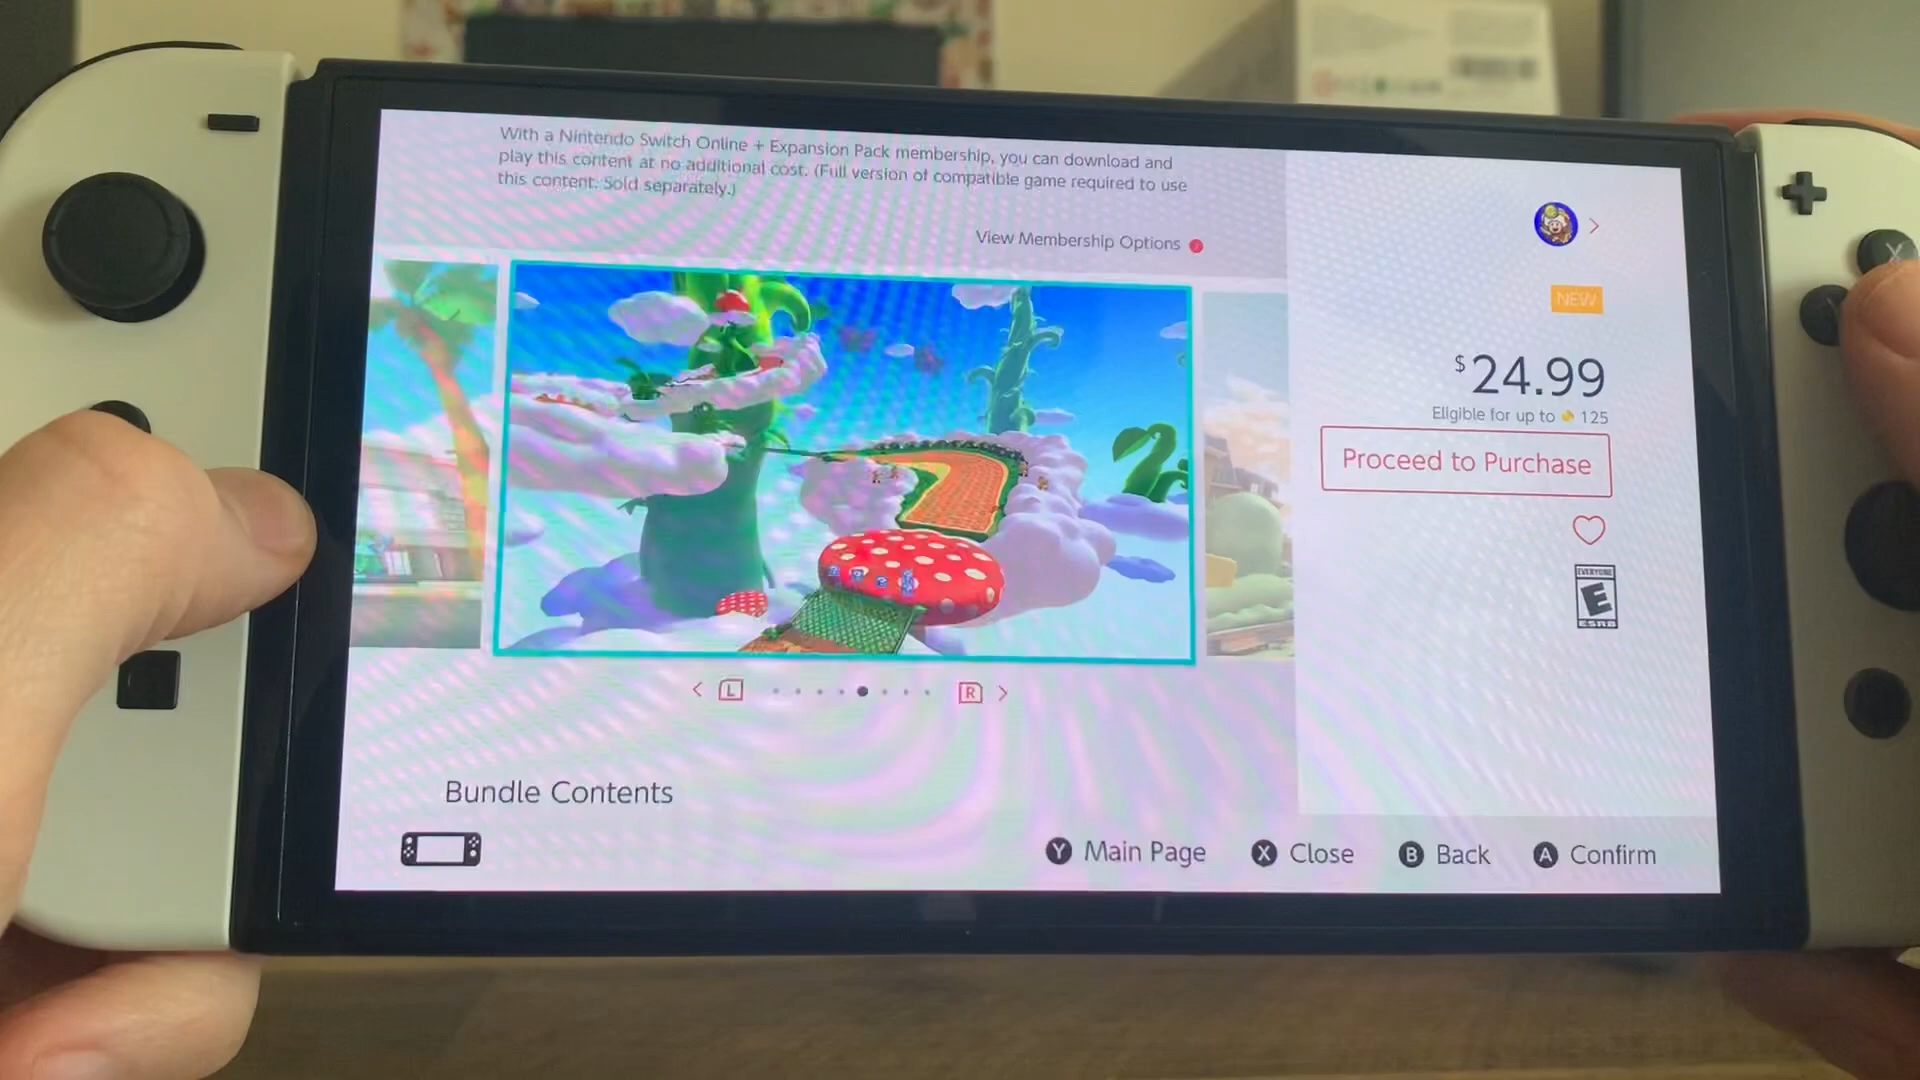 With a Nintendo Switch Online + Expansion Pack membership, you can download and
play this content at no additional cost. (Full version of compatible game required to use
this content. Sold separately.)
View Membership Options
NEW
$24.99
Eligible for up to 125
Proceed to Purchase
EVERYONE
E
ESRB
L
R
Bundle Contents
Y Main Page
X Close
B Back
A Confirm
X